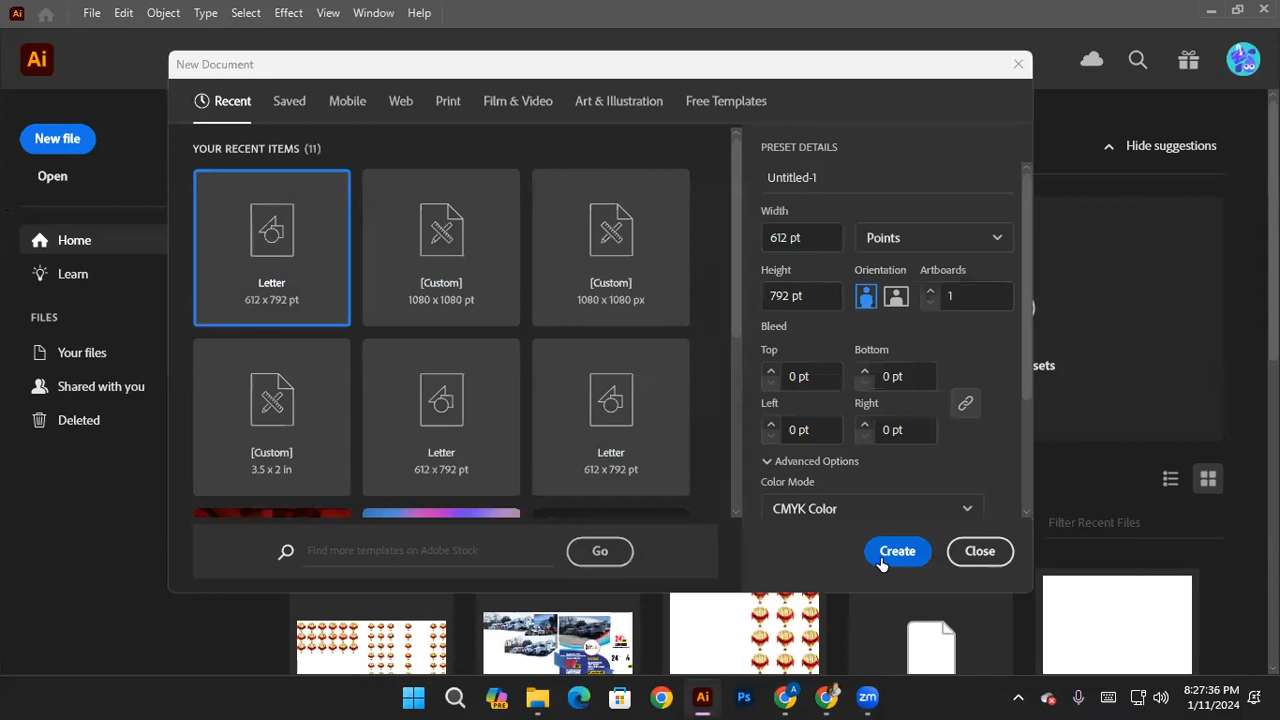 Ai File Edit Object Type Select Effect View Window Help
Ai
New Document
New file
Open
Home
Learn
FILES
Your files
Shared with you
Deleted
Recent Saved Mobile Web Print Film & Video Art & Illustration Free Templates
YOUR RECENT ITEMS (11)
Letter
612 x 792 pt
[Custom]
1080 x 1080 pt
[Custom]
1080 x 1080 px
[Custom]
3.5 x 2 in
Letter
612 x 792 pt
Letter
612 x 792 pt
Find more templates on Adobe Stock
Go
PRESET DETAILS
Untitled-1
Width
612 pt Points
Height Orientation Artboards
792 pt 1
Bleed
Top Bottom
0 pt 0 pt
Left Right
0 pt 0 pt
Advanced Options
Color Mode
CMYK Color
Create Close
Hide suggestions
sets
Filter Recent Files
PRE Ai Ps A zm
8:27:36 PM
1/11/2024